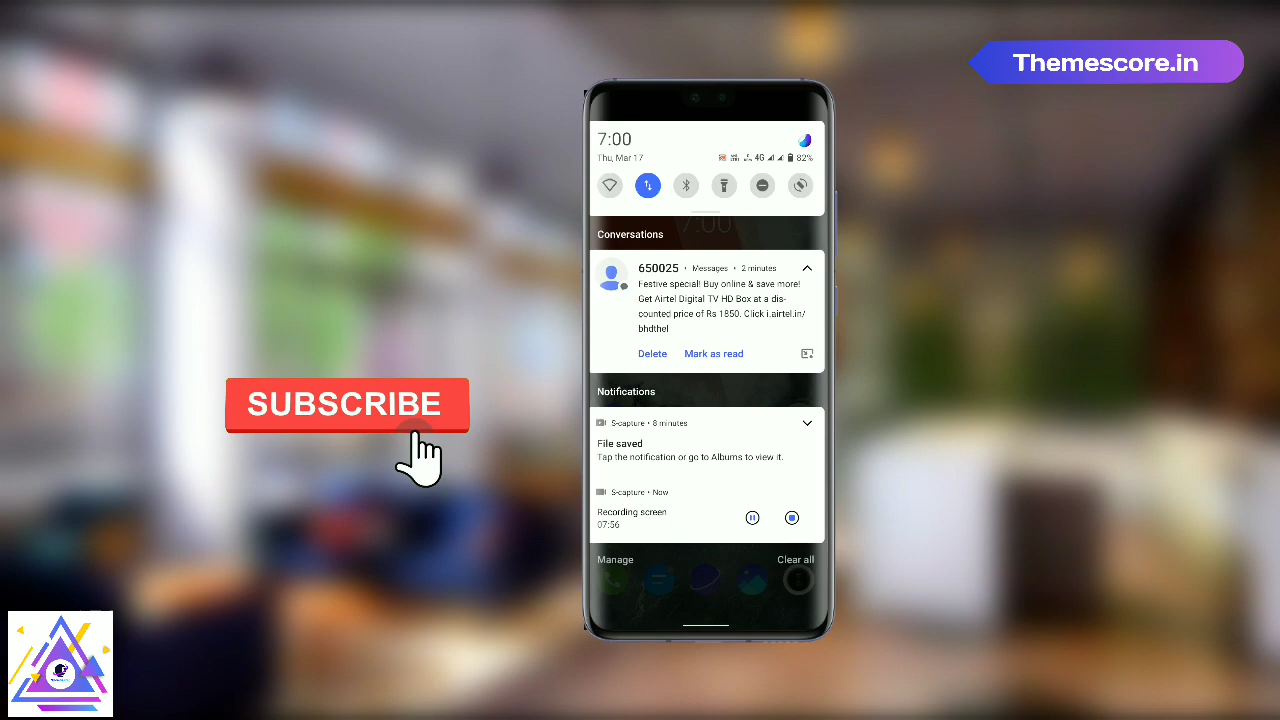 Themescore.in
7:00
Thu, Mar 17
4G
82%
7:00
Conversations
650025 • Messages • 2 minutes
Festive special! Buy online & save more!
Get Airtel Digital TV HD Box at a dis-
counted price of Rs 1850. Click i.airtel.in/
bhdthel
Delete
Mark as read
Notifications
S-capture • 8 minutes
File saved
Tap the notification or go to Albums to view it.
S-capture • Now
Recording screen
07:56
Manage
Clear all
SUBSCRIBE